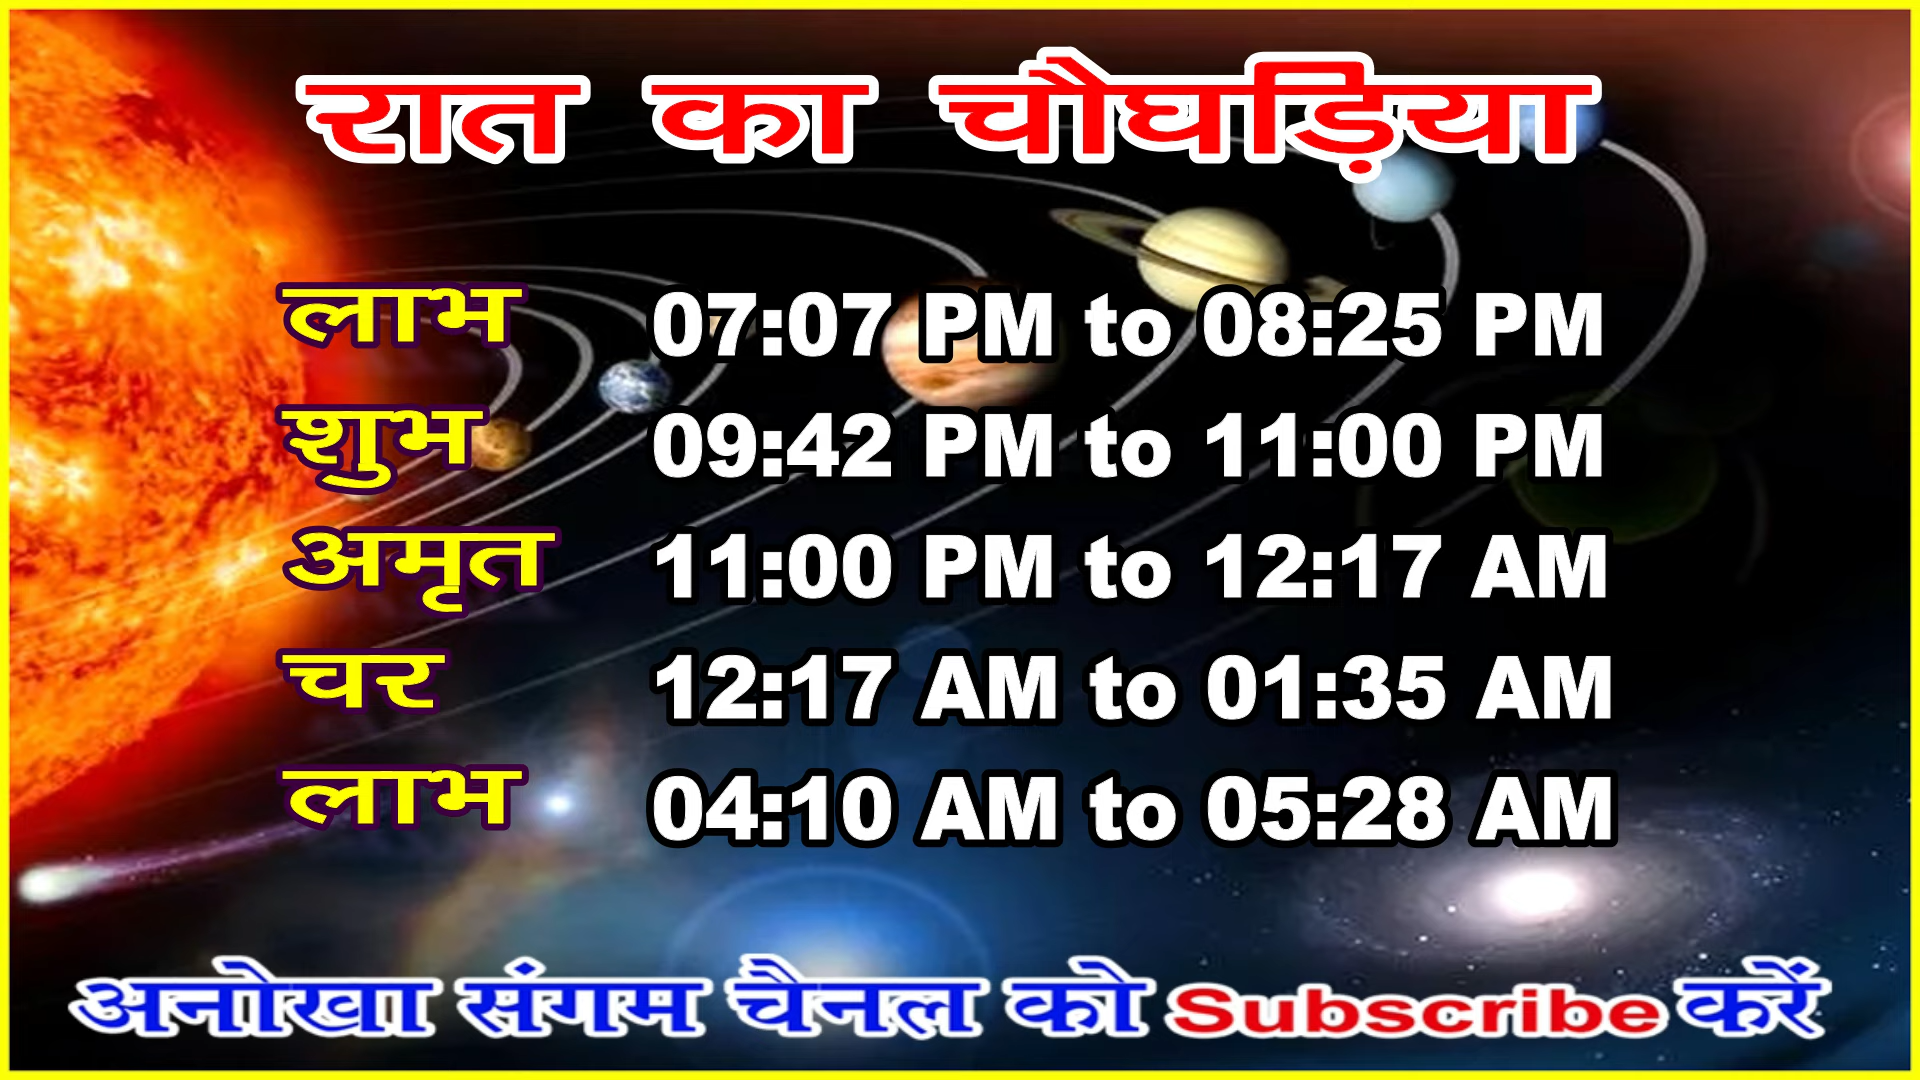 रात का चौघड़िया
लाभ 07:07 PM to 08:25 PM
शुभ 09:42 PM to 11:00 PM
अमृत 11:00 PM to 12:17 AM
चर 12:17 AM to 01:35 AM
लाभ 04:10 AM to 05:28 AM
अनोखा संगम चैनल को Subscribe करें